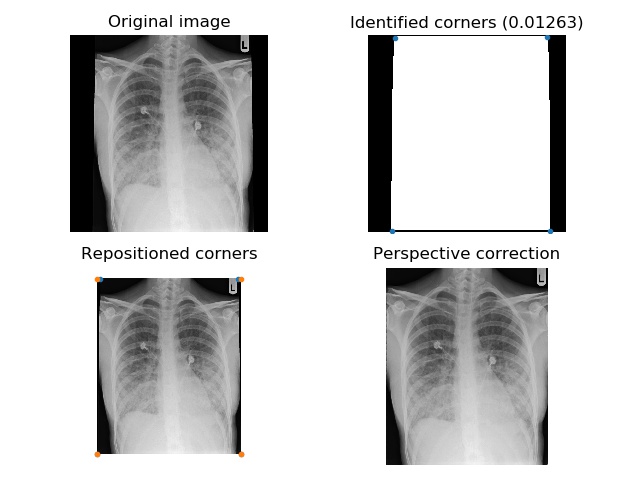 Original image
Identified corners (0.01263)
L
Repositioned corners
Perspective correction
L
L